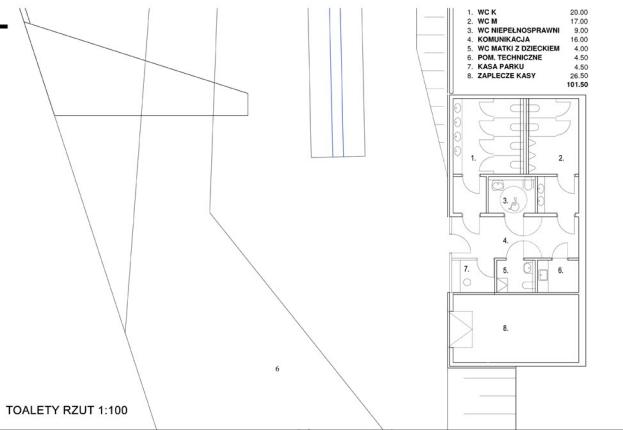 1. WC K 20.00
2. WC M 17.00
3. WC NIEPEŁNOSPRAWNI 9.00
4. KOMUNIKACJA 16.00
5. WC MATKI Z DZIECKIEM 4.00
6. POM. TECHNICZNE 4.50
7. KASA PARKU 4.50
8. ZAPLECZE KASY 26.50
101.50
1.
2.
3.
4.
7.
5.
6.
8.
6
TOALETY RZUT 1:100